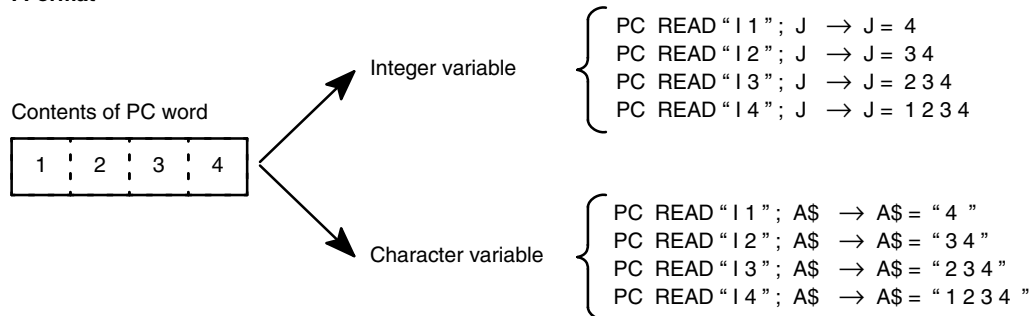 Integer variable
PC READ “ I 1 ” ; J → J = 4
PC READ “ I 2 ” ; J → J = 3 4
PC READ “ I 3 ” ; J → J = 2 3 4
PC READ “ I 4 ” ; J → J = 1 2 3 4
Contents of PC word
1 2 3 4
Character variable
PC READ “ I 1 ” ; A$ → A$ = “ 4 ”
PC READ “ I 2 ” ; A$ → A$ = “ 3 4 ”
PC READ “ I 3 ” ; A$ → A$ = “ 2 3 4 ”
PC READ “ I 4 ” ; A$ → A$ = “ 1 2 3 4 ”